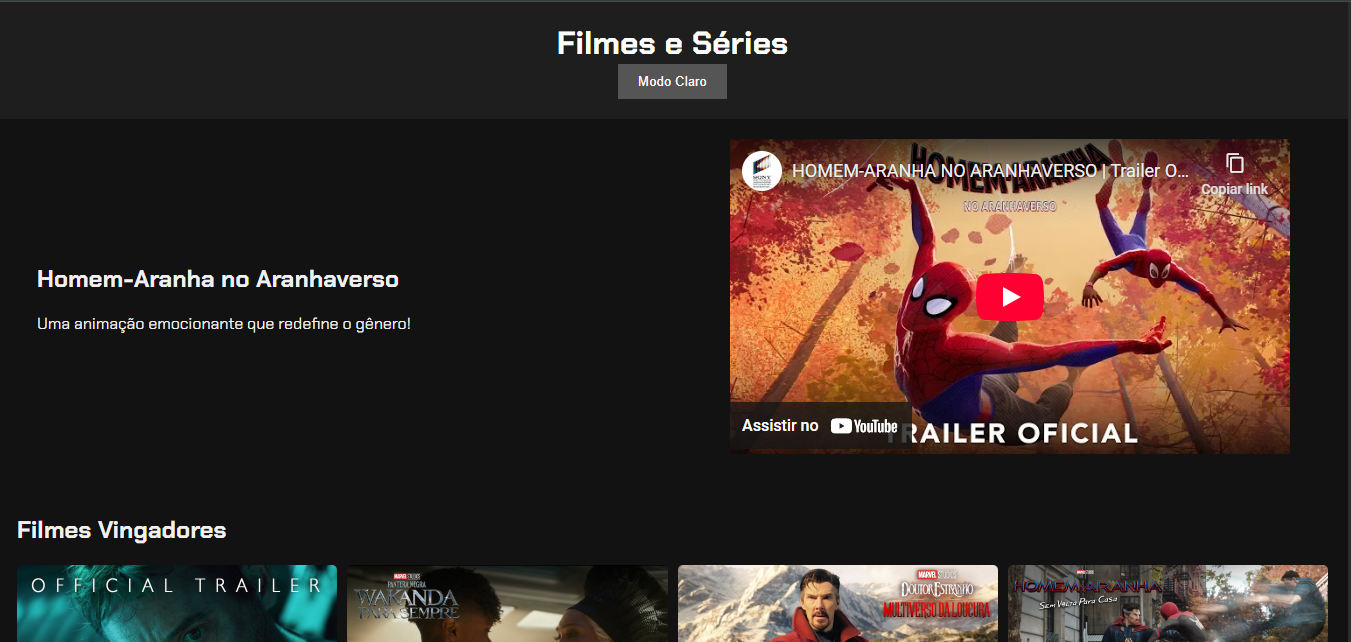 Filmes e Séries
Modo Claro
Homem-Aranha no Aranhaverso
Uma animação emocionante que redefine o gênero!
HOMEM-ARANHA
HOMEM-ARANHA NO ARANHAVERSO | Trailer O...
Copiar link
NO ARANHAVERSO
SONY
Assistir no YouTube
TRAILER OFICIAL
Filmes Vingadores
OFFICIAL TRAILER
MARVEL STUDIOS
PANTERA NEGRA
WAKANDA
PARA SEMPRE
MARVEL STUDIOS
DOUTOR ESTRANHO
MULTIVERSO DA LOUCURA
HOMEM-ARANHA
Sem Volta Para Casa